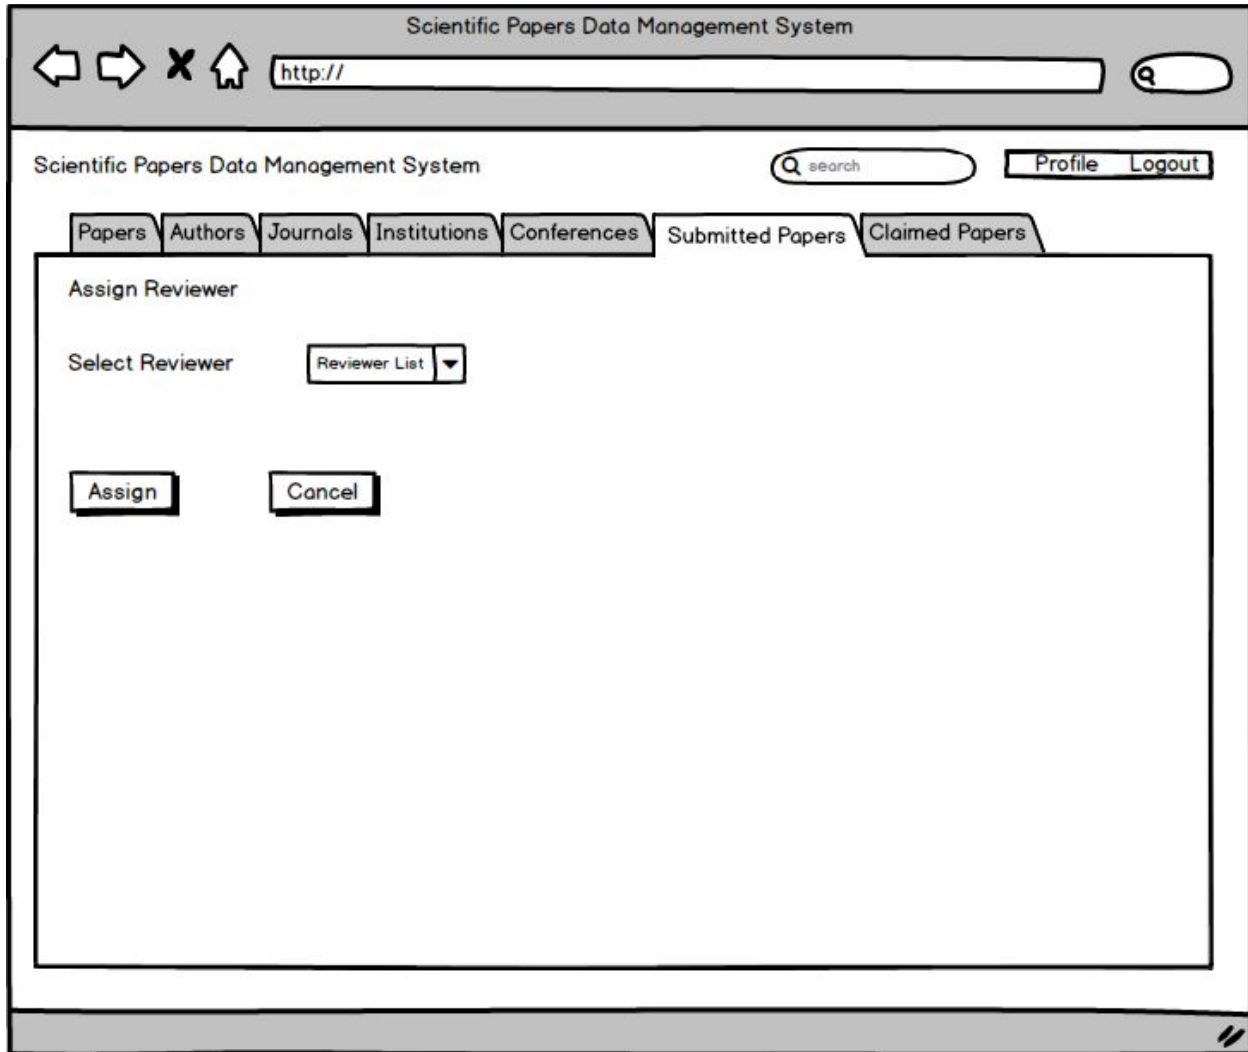 Scientific Papers Data Management System
http://
Scientific Papers Data Management System
search
Profile Logout
Papers Authors Journals Institutions Conferences Submitted Papers Claimed Papers
Assign Reviewer
Select Reviewer Reviewer List
Assign Cancel